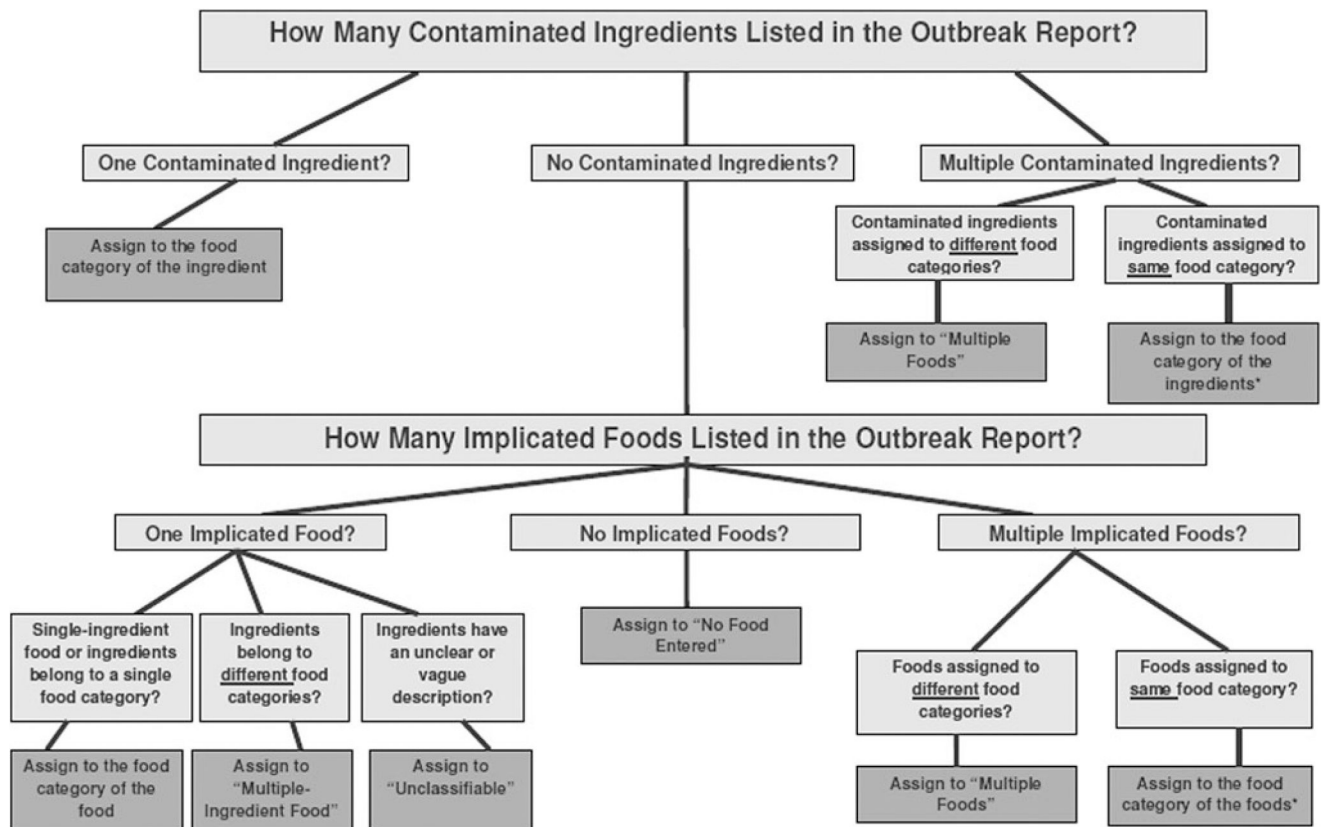 How Many Contaminated Ingredients Listed in the Outbreak Report?
One Contaminated Ingredient?
No Contaminated Ingredients?
Multiple Contaminated Ingredients?
Assign to the food
category of the ingredient
Contaminated ingredients
assigned to different food
categories?
Contaminated
ingredients assigned to
same food category?
Assign to “Multiple
Foods”
Assign to the food
category of the
ingredients*
How Many Implicated Foods Listed in the Outbreak Report?
One Implicated Food?
No Implicated Foods?
Multiple Implicated Foods?
Single-ingredient
food or ingredients
belong to a single
food category?
Ingredients
belong to
different food
categories?
Ingredients have
an unclear or
vague
description?
Assign to “No Food
Entered”
Foods assigned to
different food
categories?
Foods assigned to
same food category?
Assign to the food
category of the
food
Assign to
“Multiple-
Ingredient Food”
Assign to
“Unclassifiable”
Assign to “Multiple
Foods”
Assign to the food
category of the foods*